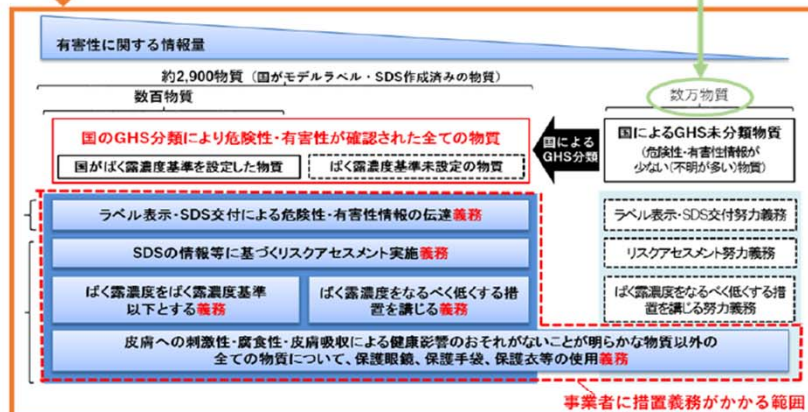 有害性に関する情報量
約2,900物質（国がモデルラベル・SDS作成済みの物質）
数百物質
数万物質
国のGHS分類により危険性・有害性が確認された全ての物質
国がばく露濃度基準を設定した物質
ばく露濃度基準未設定の物質
国による
GHS分類
国によるGHS未分類物質
（危険性・有害性情報が
少ない（不明が多い）物質）
ラベル表示・SDS交付による危険性・有害性情報の伝達義務
ラベル表示・SDS交付努力義務
SDSの情報等に基づくリスクアセスメント実施義務
リスクアセスメント努力義務
ばく露濃度をばく露濃度基準
以下とする義務
ばく露濃度をなるべく低くする措
置を講じる義務
ばく露濃度をなるべく低くする措
置を講じる努力義務
皮膚への刺激性・腐食性・皮膚吸収による健康影響のおそれがないことが明らかな物質以外の
全ての物質について、保護眼鏡、保護手袋、保護衣等の使用義務
事業者に措置義務がかかる範囲